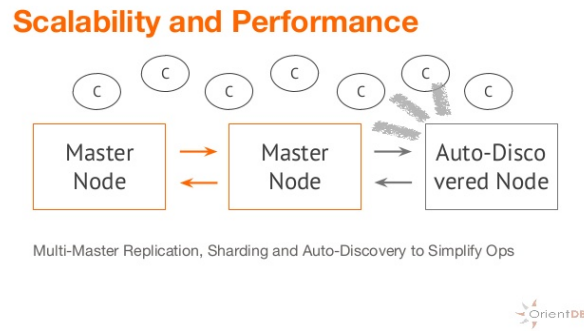 Scalability and Performance
C C C C C C C
Master
Node
Master
Node
Auto-Disco
vered Node
Multi-Master Replication, Sharding and Auto-Discovery to Simplify Ops
OrientDB